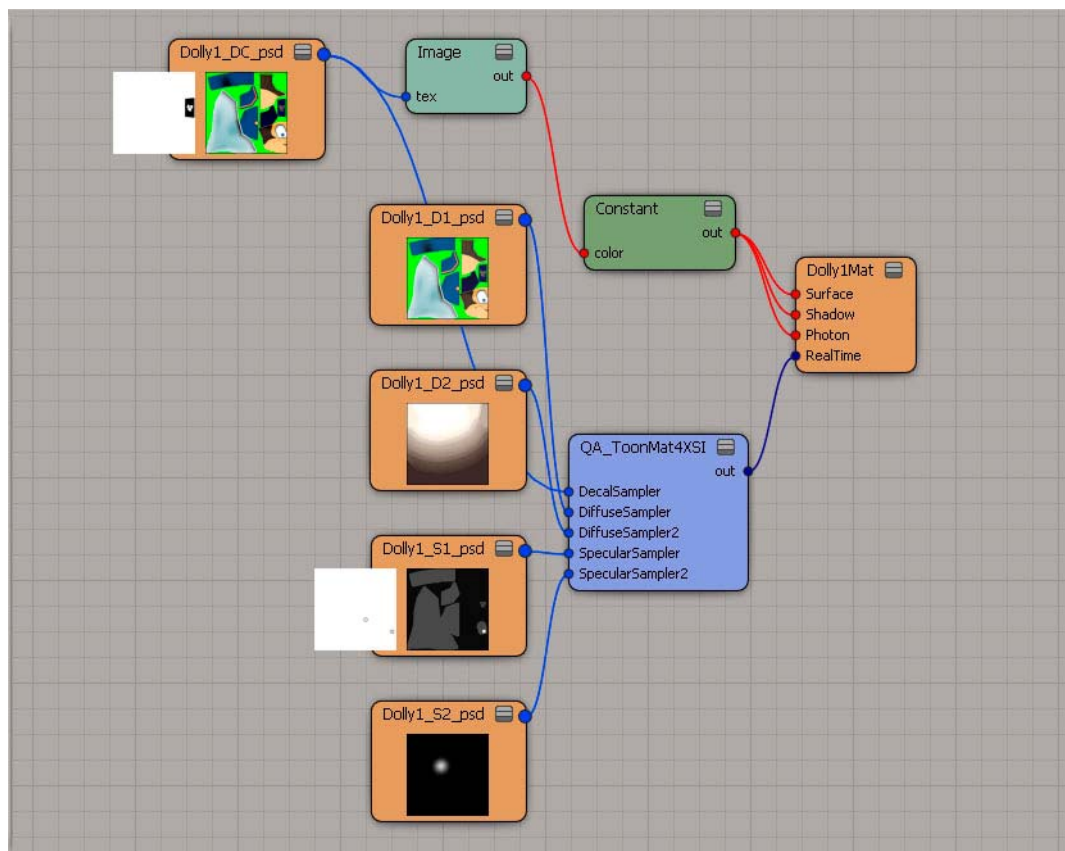 Dolly1_DC_psd
Image
out
tex
Dolly1_D1_psd
Constant
out
color
Dolly1Mat
Surface
Shadow
Photon
RealTime
Dolly1_D2_psd
QA_ToonMat4XSI
out
DecalSampler
DiffuseSampler
DiffuseSampler2
SpecularSampler
SpecularSampler2
Dolly1_S1_psd
Dolly1_S2_psd